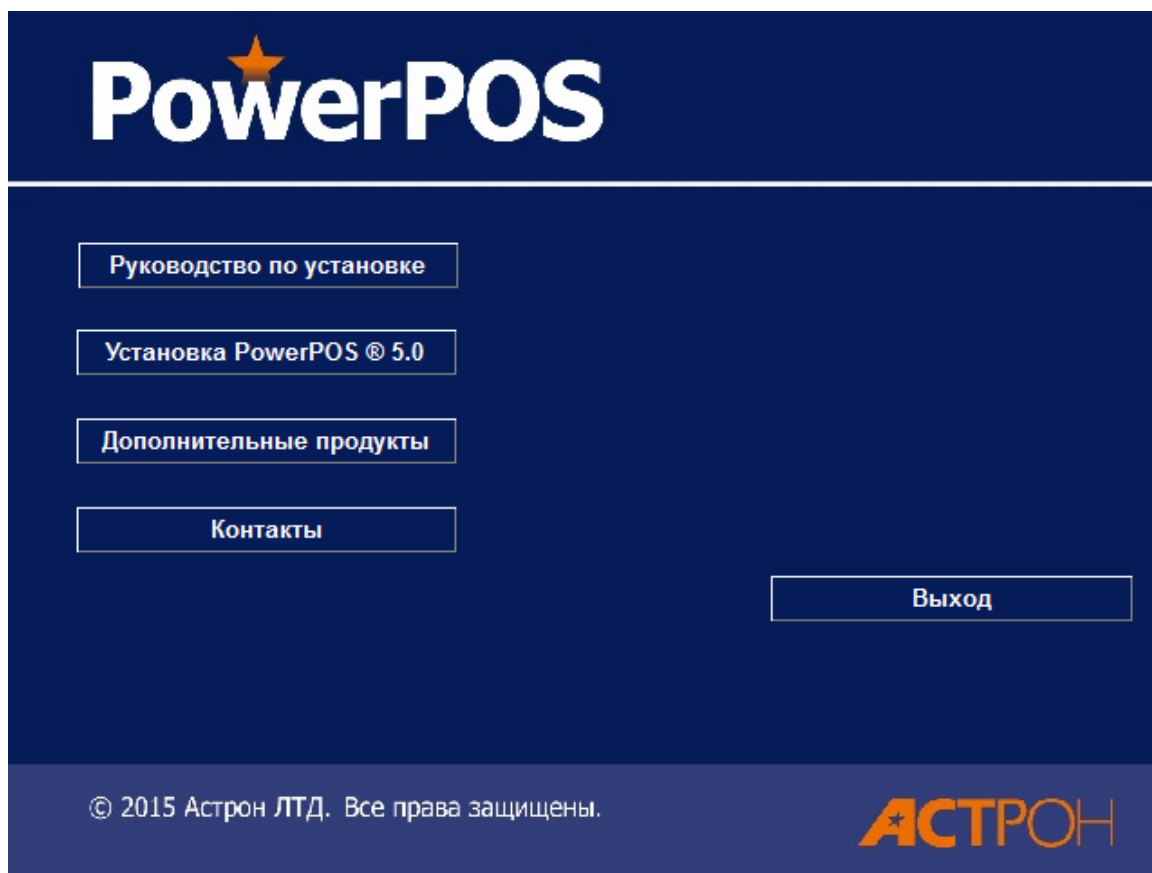 PowerPOS
Руководство по установке
Установка PowerPOS ® 5.0
Дополнительные продукты
Контакты
Выход
© 2015 Астрон ЛТД. Все права защищены.
АСТРОН